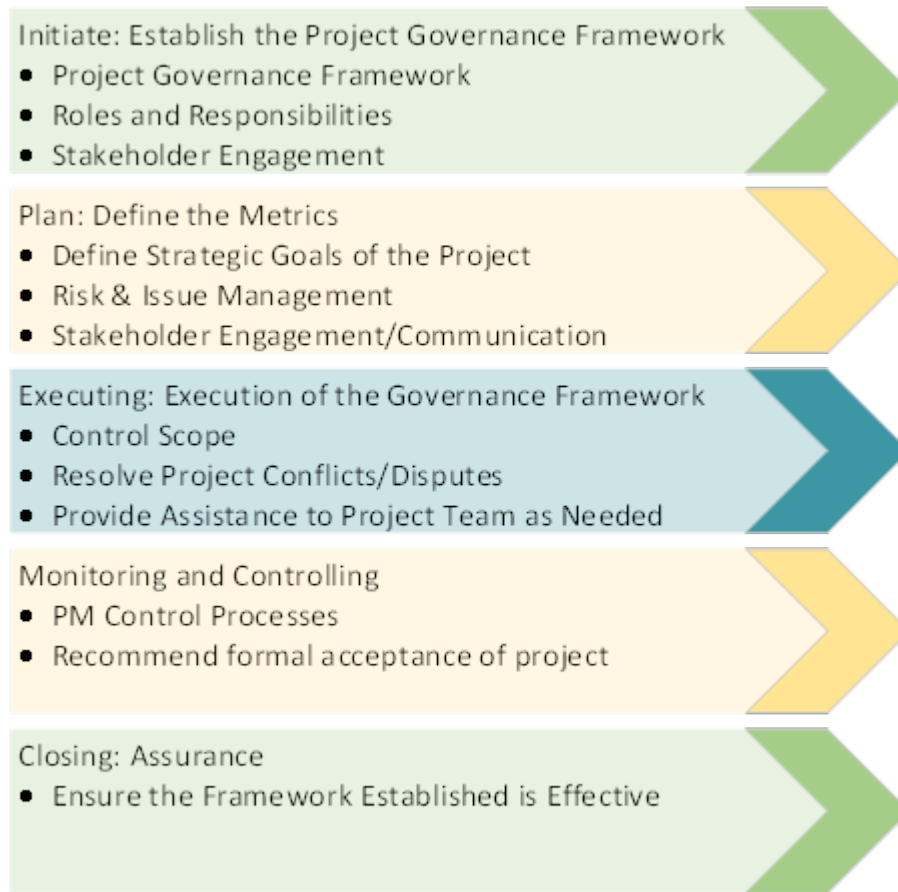 Initiate: Establish the Project Governance Framework
• Project Governance Framework
• Roles and Responsibilities
• Stakeholder Engagement
Plan: Define the Metrics
• Define Strategic Goals of the Project
• Risk & Issue Management
• Stakeholder Engagement/Communication
Executing: Execution of the Governance Framework
• Control Scope
• Resolve Project Conflicts/Disputes
• Provide Assistance to Project Team as Needed
Monitoring and Controlling
• PM Control Processes
• Recommend formal acceptance of project
Closing: Assurance
• Ensure the Framework Established is Effective